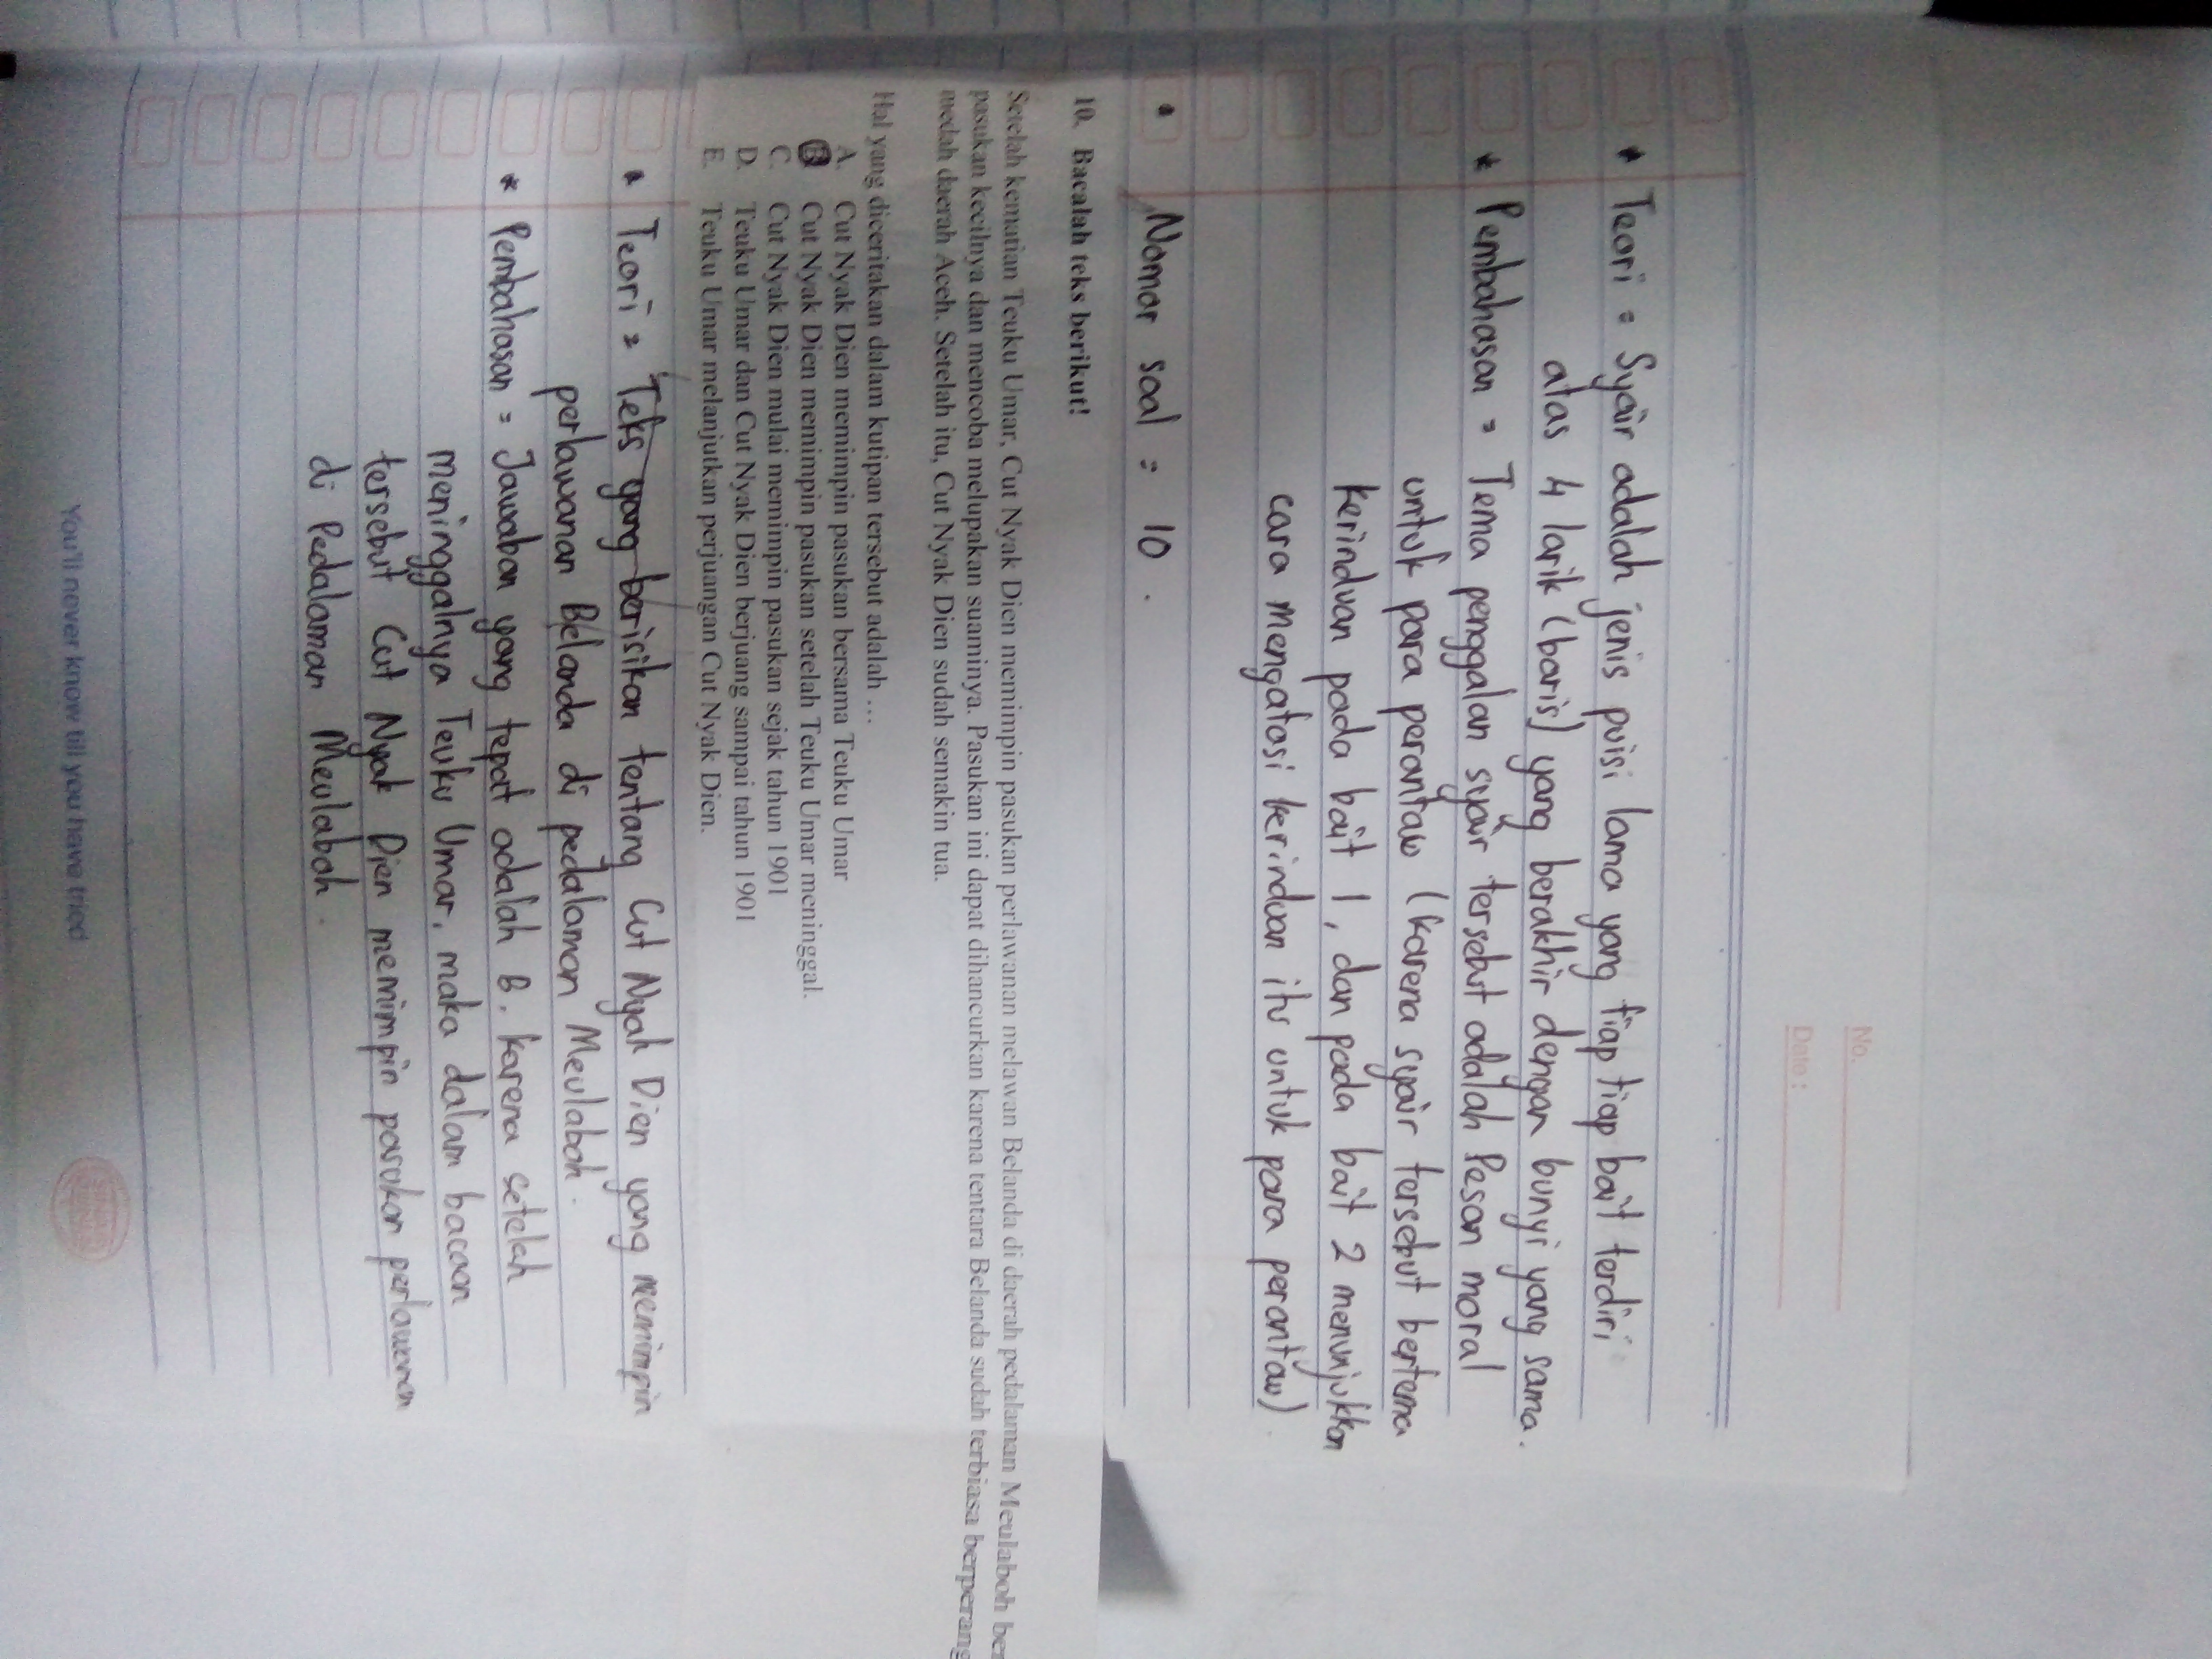 No.
Date :
* Teori = Syair adalah jenis puisi lama yang tiap tiap bait terdiri
atas 4 larik (baris) yang berakhir dengan bunyi yang sama.
* Pembahasan = Tema penggalan syair tersebut adalah Pesan moral
untuk para perantau (karena syair tersebut bertema
kerinduan pada bait 1, dan pada bait 2 menunjukkan
cara mengatasi kerinduan itu untuk para perantau)
• Nomor soal = 10.
10. Bacalah teks berikut!
Setelah kematian Teuku Umar, Cut Nyak Dien memimpin pasukan perlawanan melawan Belanda di daerah pedalaman Meulaboh ber
pasukan kecilnya dan mencoba melupakan suaminya. Pasukan ini dapat dihancurkan karena tentara Belanda sudah terbiasa berperang
medah daerah Aceh. Setelah itu, Cut Nyak Dien sudah semakin tua.
Hal yang diceritakan dalam kutipan tersebut adalah …
A. Cut Nyak Dien memimpin pasukan bersama Teuku Umar
B Cut Nyak Dien memimpin pasukan setelah Teuku Umar meninggal.
C. Cut Nyak Dien mulai memimpin pasukan sejak tahun 1901
D. Teuku Umar dan Cut Nyak Dien berjuang sampai tahun 1901
E. Teuku Umar melanjutkan perjuangan Cut Nyak Dien.
* Teori = Teks yang berisikan tentang Cut Nyak Dien yang memimpin
perlawanan Belanda di pedalaman Meulaboh.
* Pembahasan = Jawaban yang tepat adalah B. karena setelah
meninggalnya Teuku Umar, maka dalam bacaan
tersebut Cut Nyak Dien memimpin pasukan perlawanan
di Pedalaman Meulaboh.
You'll never know till you have tried